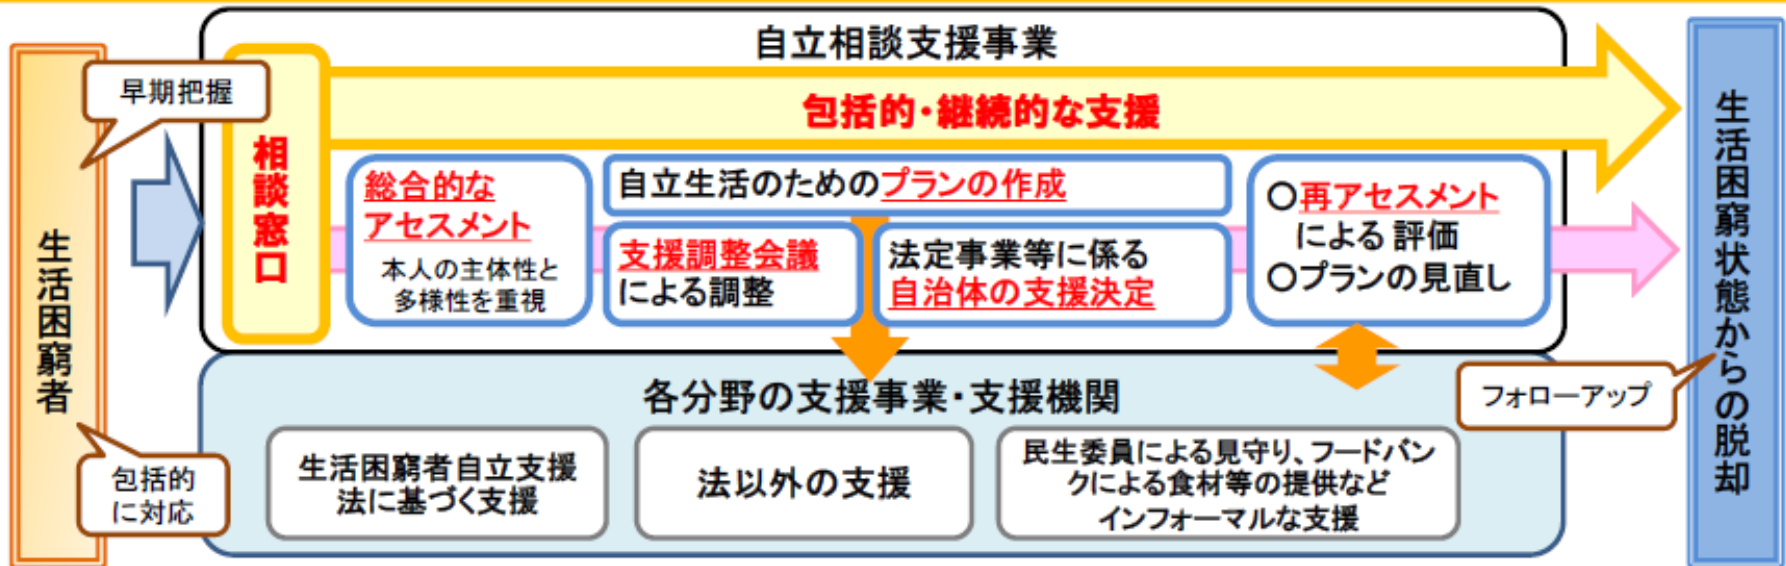 自立相談支援事業
早期把握
包括的・継続的な支援
相談窓口
総合的な
アセスメント
本人の主体性と
多様性を重視
自立生活のためのプランの作成
支援調整会議
による調整
法定事業等に係る
自治体の支援決定
○再アセスメント
による 評価
○プランの見直し
生活困窮者
生活困窮状態からの脱却
各分野の支援事業・支援機関
フォローアップ
包括的
に対応
生活困窮者自立支援
法に基づく支援
法以外の支援
民生委員による見守り、フードバン
クによる食材等の提供など
インフォーマルな支援